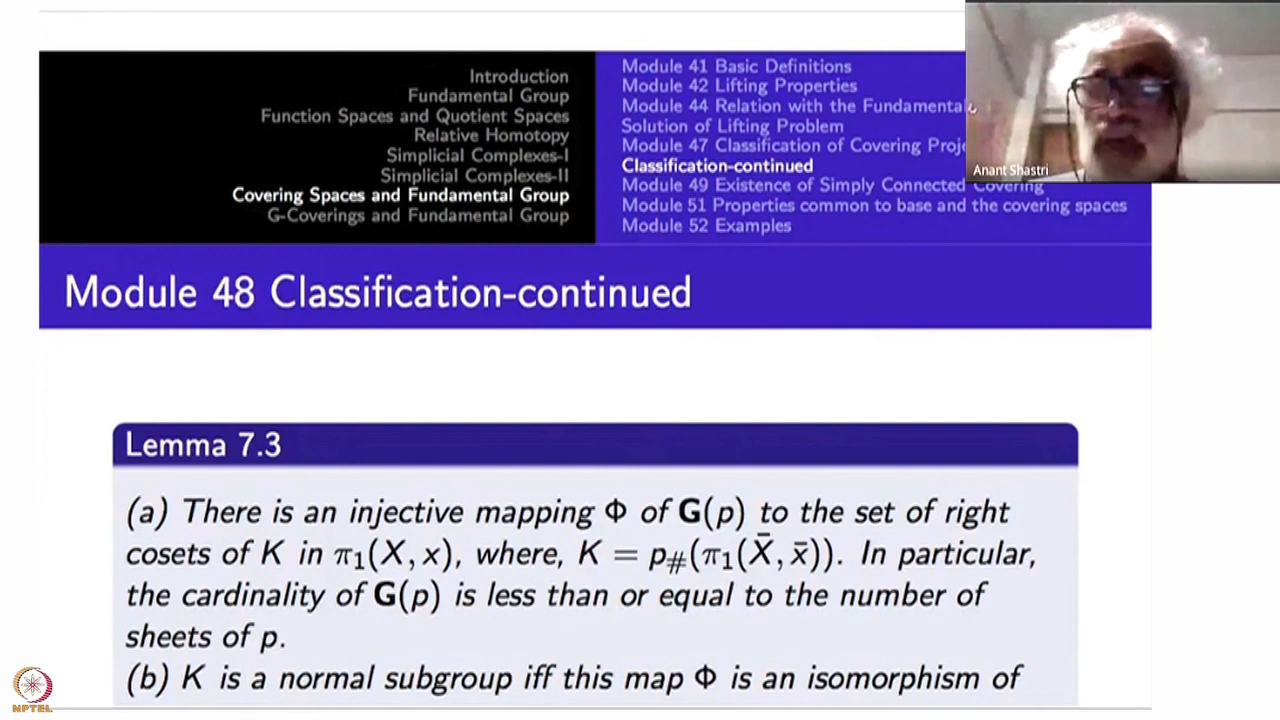 Introduction
Fundamental Group
Function Spaces and Quotient Spaces
Relative Homotopy
Simplicial Complexes-I
Simplicial Complexes-II
Covering Spaces and Fundamental Group
G-Coverings and Fundamental Group
Module 41 Basic Definitions
Module 42 Lifting Properties
Module 44 Relation with the Fundamental
Solution of Lifting Problem
Module 47 Classification of Covering Proje
Classification-continued
Module 49 Existence of Simply Connected Covering
Module 51 Properties common to base and the covering spaces
Module 52 Examples
Anant Shastri
Module 48 Classification-continued
Lemma 7.3
(a) There is an injective mapping Φ of G(p) to the set of right
cosets of K in π₁(X, x), where, K = p_#(π₁(X̄, x̄)). In particular,
the cardinality of G(p) is less than or equal to the number of
sheets of p.
(b) K is a normal subgroup iff this map Φ is an isomorphism of
NPTEL